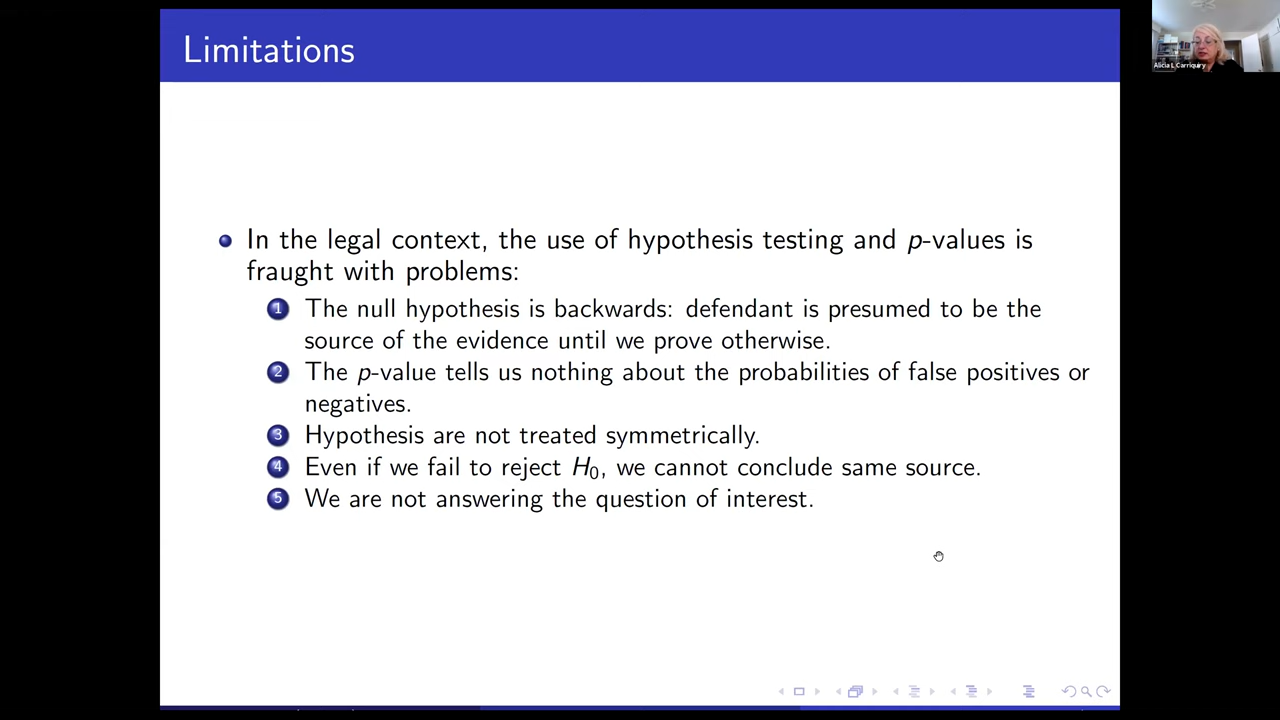 Limitations
Alicia L Carriquiry
In the legal context, the use of hypothesis testing and p-values is
fraught with problems:
1 The null hypothesis is backwards: defendant is presumed to be the
source of the evidence until we prove otherwise.
2 The p-value tells us nothing about the probabilities of false positives or
negatives.
3 Hypothesis are not treated symmetrically.
4 Even if we fail to reject H₀, we cannot conclude same source.
5 We are not answering the question of interest.